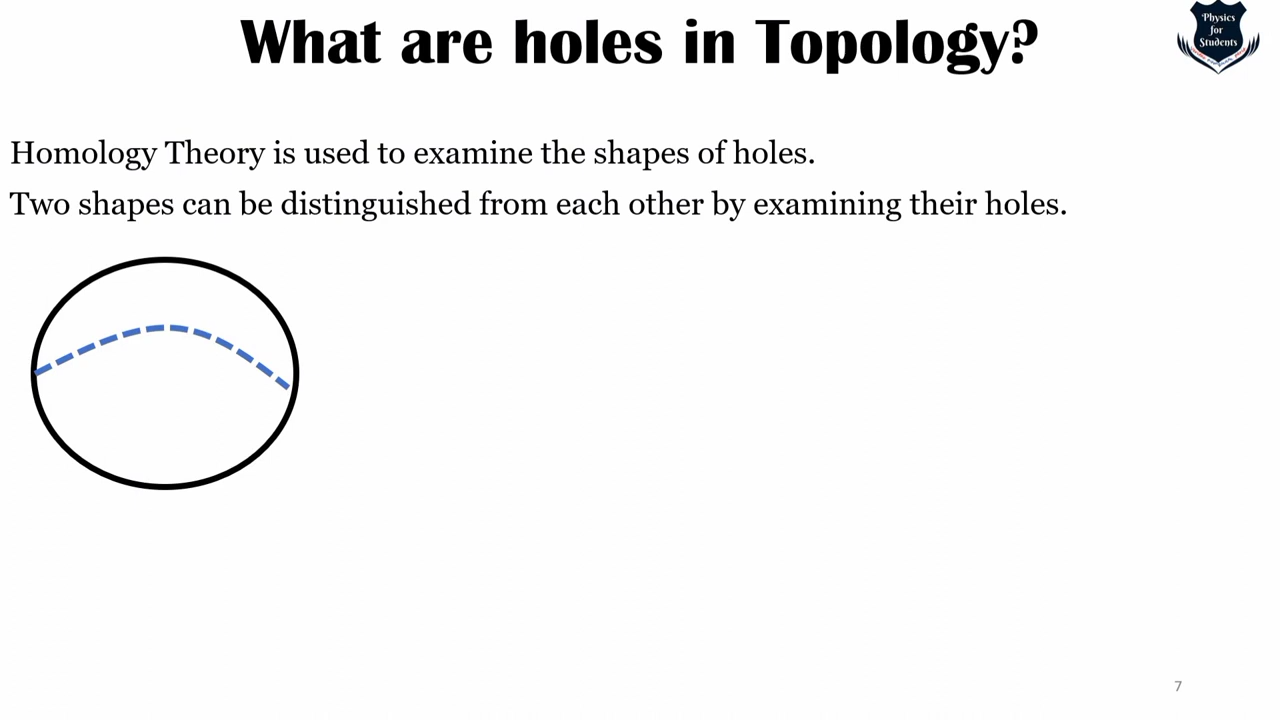 What are holes in Topology?
Physics
for
Students
Homology Theory is used to examine the shapes of holes.
Two shapes can be distinguished from each other by examining their holes.
7